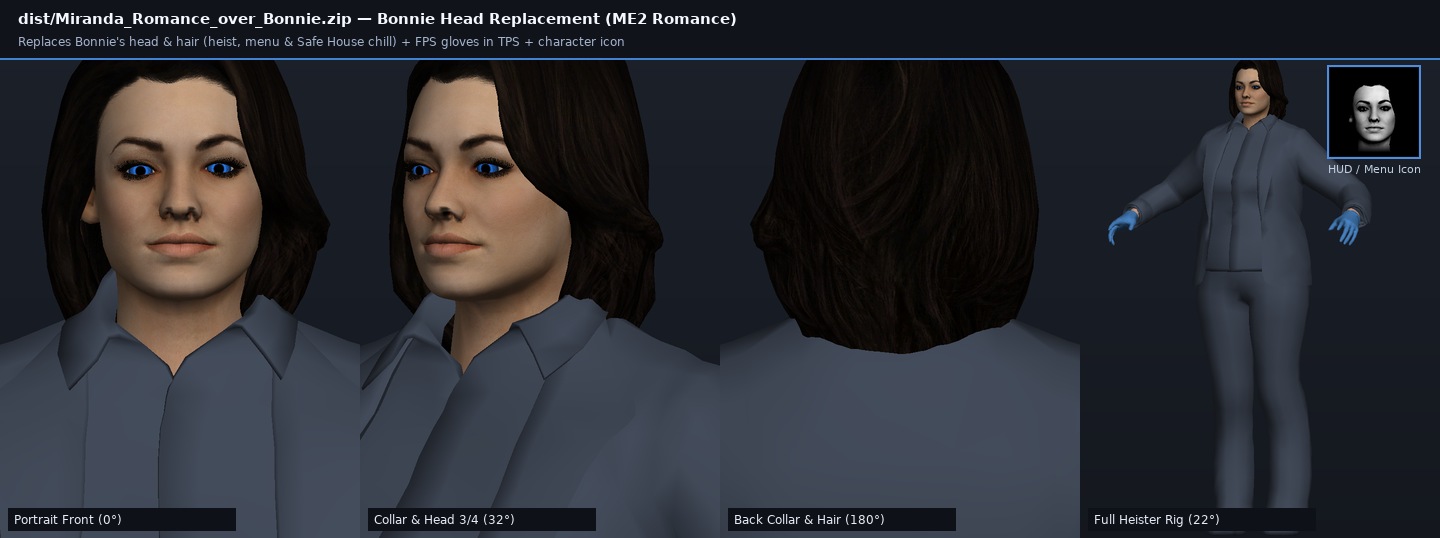 dist/Miranda_Romance_over_Bonnie.zip — Bonnie Head Replacement (ME2 Romance)
Replaces Bonnie's head & hair (heist, menu & Safe House chill) + FPS gloves in TPS + character icon
HUD / Menu Icon
Portrait Front (0°)
Collar & Head 3/4 (32°)
Back Collar & Hair (180°)
Full Heister Rig (22°)